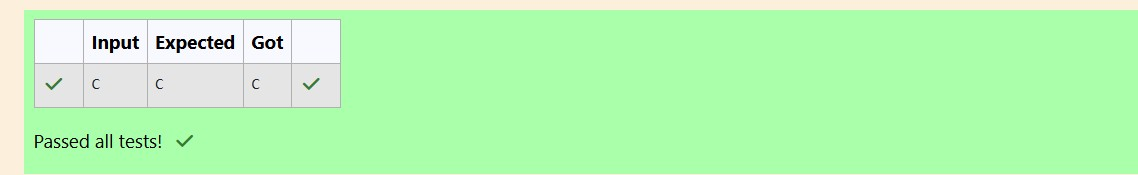 Input Expected Got
C C C
Passed all tests!